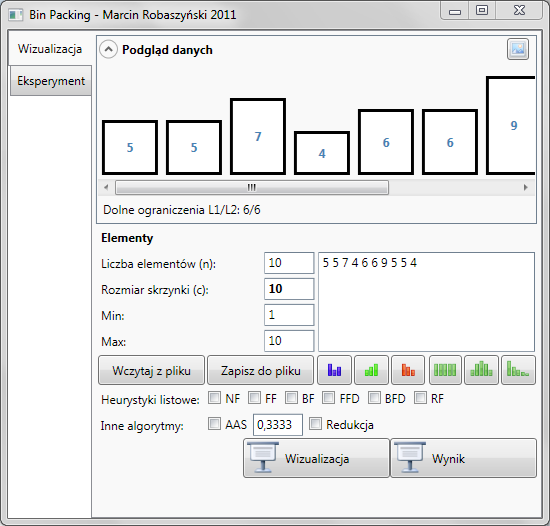 Bin Packing - Marcin Robaszyński 2011
Wizualizacja
Eksperyment
Podgląd danych
5 5 7 4 6 6 9
Dolne ograniczenia L1/L2: 6/6
Elementy
Liczba elementów (n): 10
5 5 7 4 6 6 9 5 5 4
Rozmiar skrzynki (c): 10
Min: 1
Max: 10
Wczytaj z pliku Zapisz do pliku
Heurystyki listowe: NF FF BF FFD BFD RF
Inne algorytmy: AAS 0,3333 Redukcja
Wizualizacja Wynik